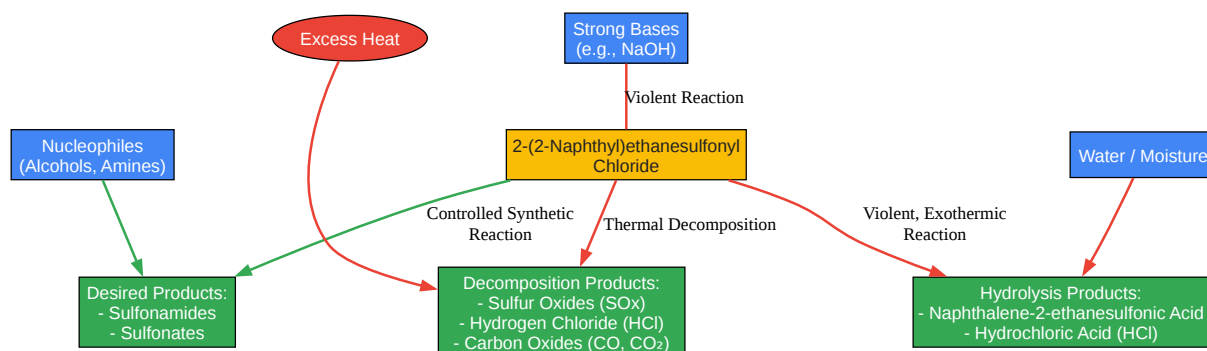 Excess Heat
Strong Bases
(e.g., NaOH)
Violent Reaction
Nucleophiles
(Alcohols, Amines)
2-(2-Naphthyl)ethanesulfonyl
Chloride
Water / Moisture
Controlled Synthetic
Reaction
Thermal Decomposition
Violent, Exothermic
Reaction
Desired Products:
- Sulfonamides
- Sulfonates
Decomposition Products:
- Sulfur Oxides (SOx)
- Hydrogen Chloride (HCl)
- Carbon Oxides (CO, CO₂)
Hydrolysis Products:
- Naphthalene-2-ethanesulfonic Acid
- Hydrochloric Acid (HCl)